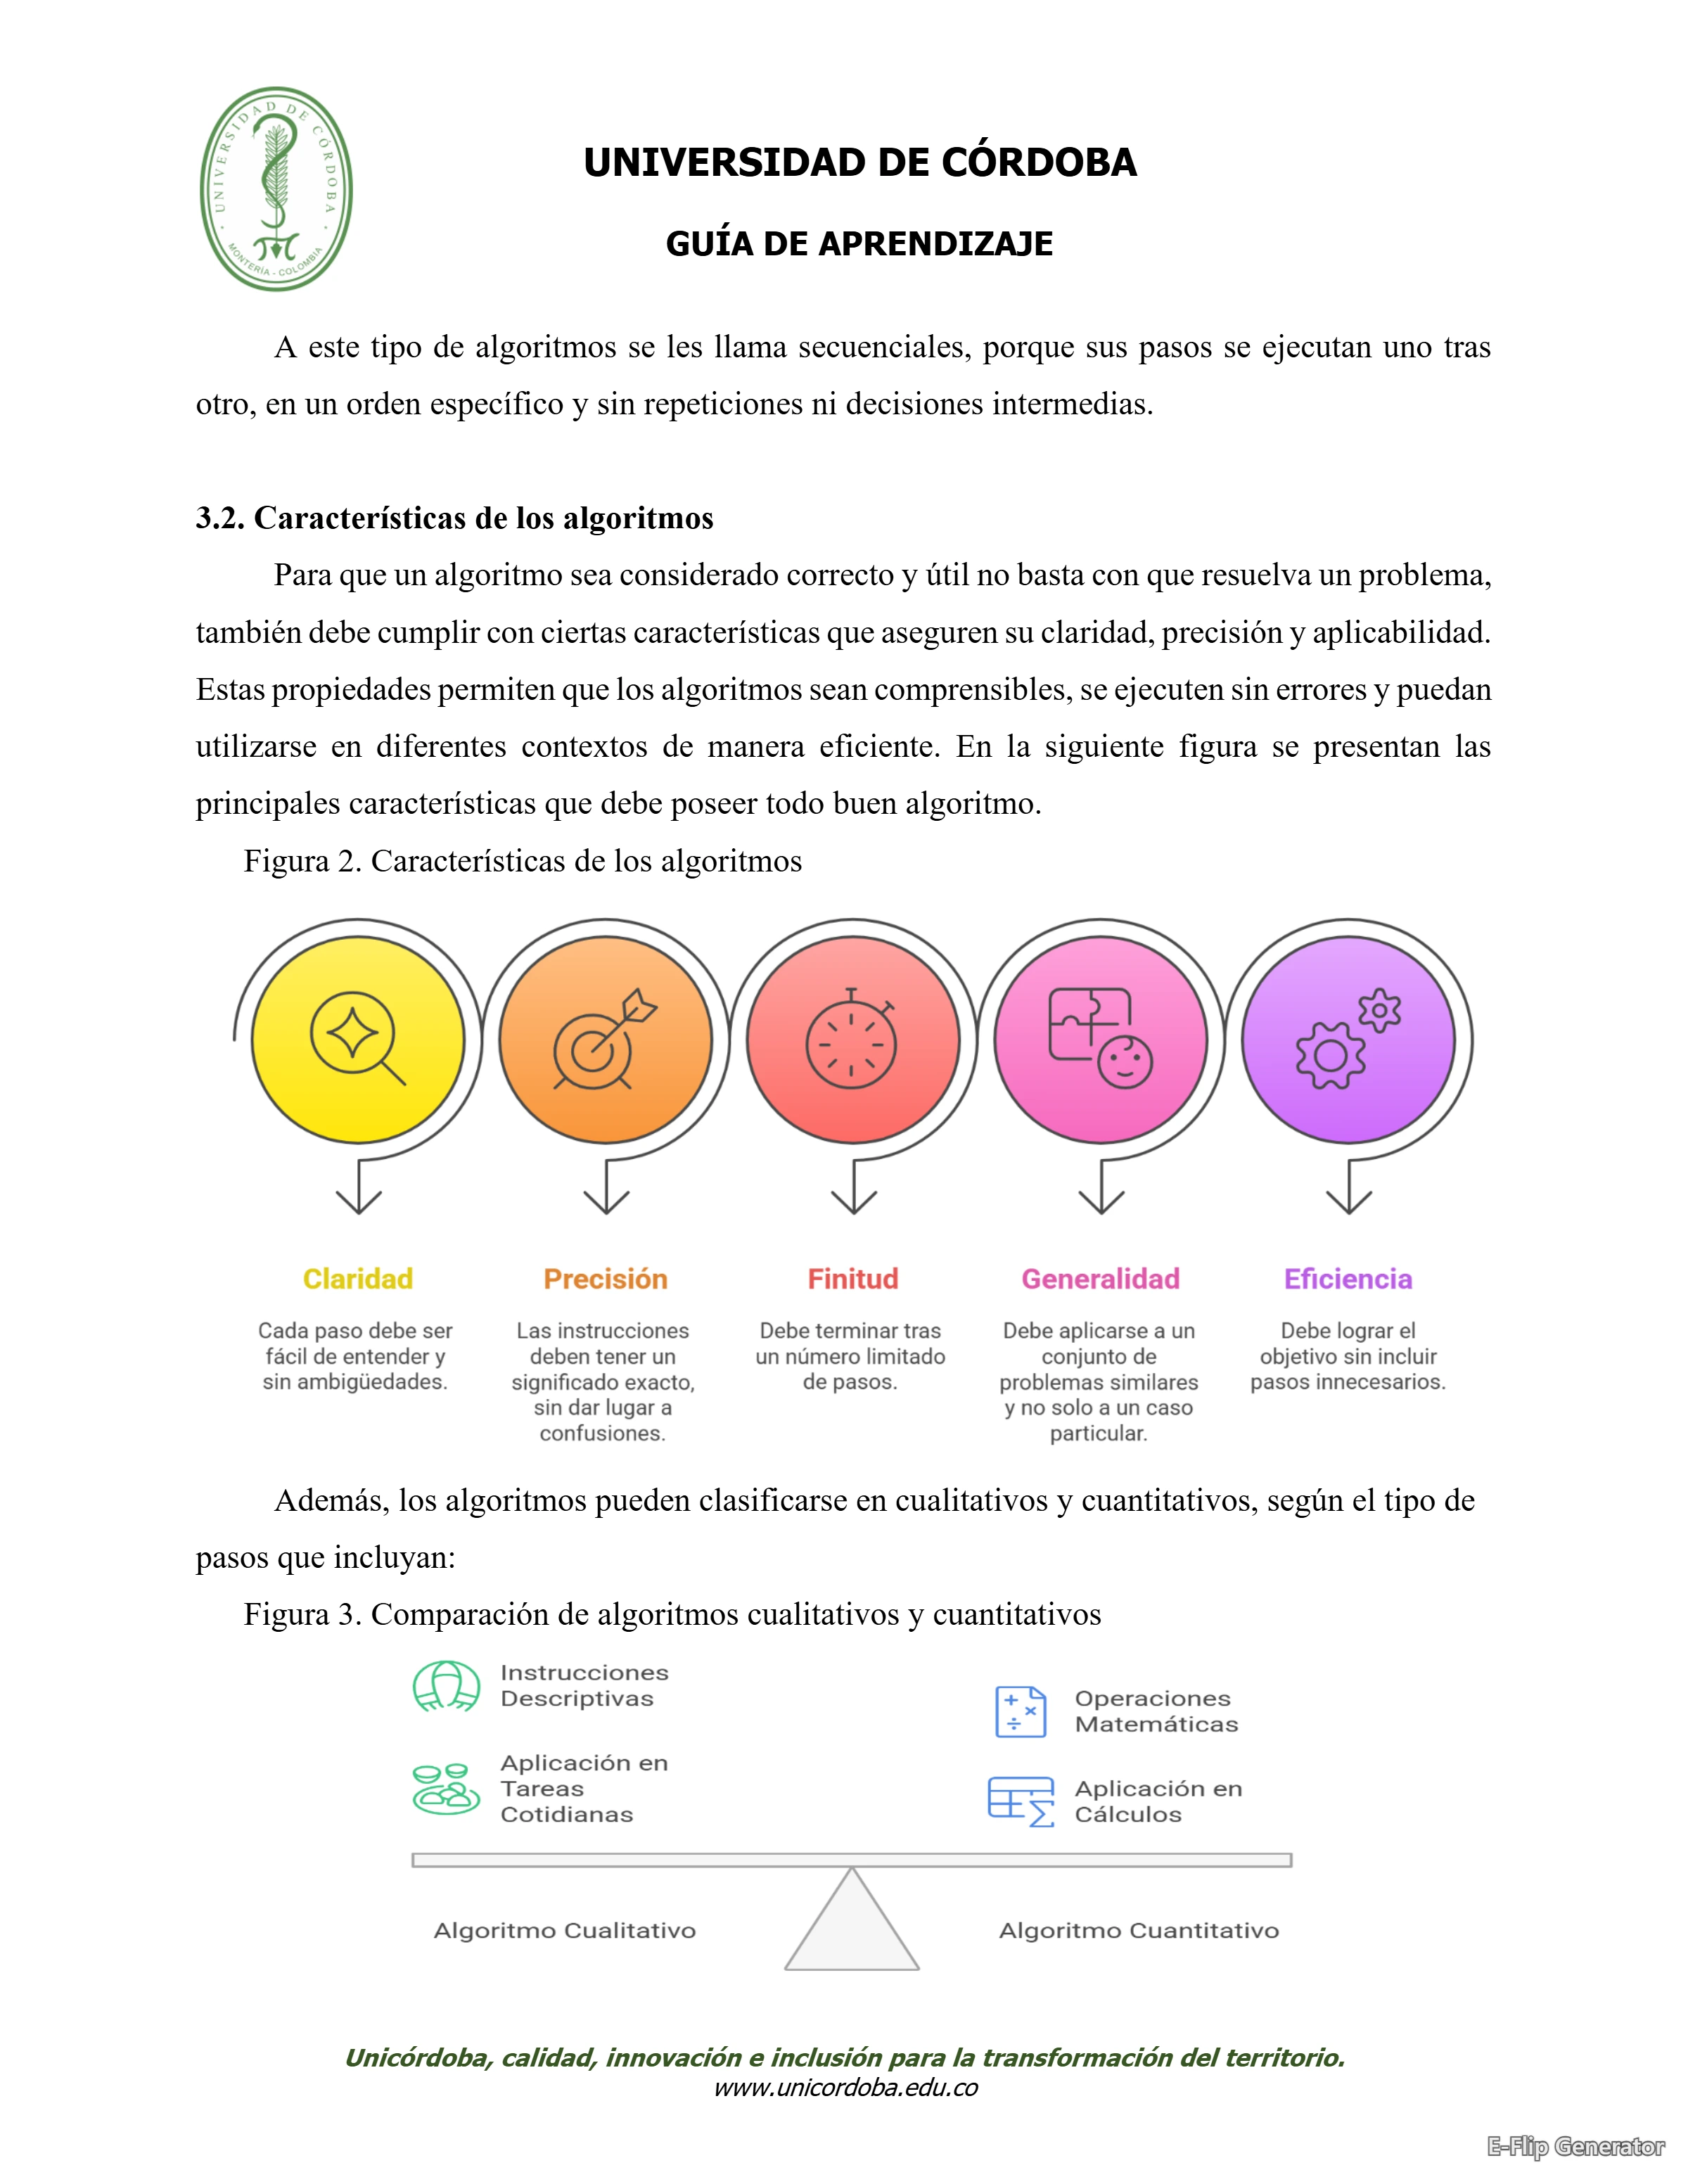 UNIVERSIDAD DE CÓRDOBA
MONTERÍA - COLOMBIA
UNIVERSIDAD DE CÓRDOBA
GUÍA DE APRENDIZAJE
A este tipo de algoritmos se les llama secuenciales, porque sus pasos se ejecutan uno tras
otro, en un orden específico y sin repeticiones ni decisiones intermedias.
3.2. Características de los algoritmos
Para que un algoritmo sea considerado correcto y útil no basta con que resuelva un problema,
también debe cumplir con ciertas características que aseguren su claridad, precisión y aplicabilidad.
Estas propiedades permiten que los algoritmos sean comprensibles, se ejecuten sin errores y puedan
utilizarse en diferentes contextos de manera eficiente. En la siguiente figura se presentan las
principales características que debe poseer todo buen algoritmo.
Figura 2. Características de los algoritmos
Claridad
Cada paso debe ser
fácil de entender y
sin ambigüedades.
Precisión
Las instrucciones
deben tener un
significado exacto,
sin dar lugar a
confusiones.
Finitud
Debe terminar tras
un número limitado
de pasos.
Generalidad
Debe aplicarse a un
conjunto de
problemas similares
y no solo a un caso
particular.
Eficiencia
Debe lograr el
objetivo sin incluir
pasos innecesarios.
Además, los algoritmos pueden clasificarse en cualitativos y cuantitativos, según el tipo de
pasos que incluyan:
Figura 3. Comparación de algoritmos cualitativos y cuantitativos
Instrucciones
Descriptivas
Aplicación en
Tareas
Cotidianas
Operaciones
Matemáticas
Aplicación en
Cálculos
Algoritmo Cualitativo
Algoritmo Cuantitativo
Unicórdoba, calidad, innovación e inclusión para la transformación del territorio.
www.unicordoba.edu.co
E-Flip Generator